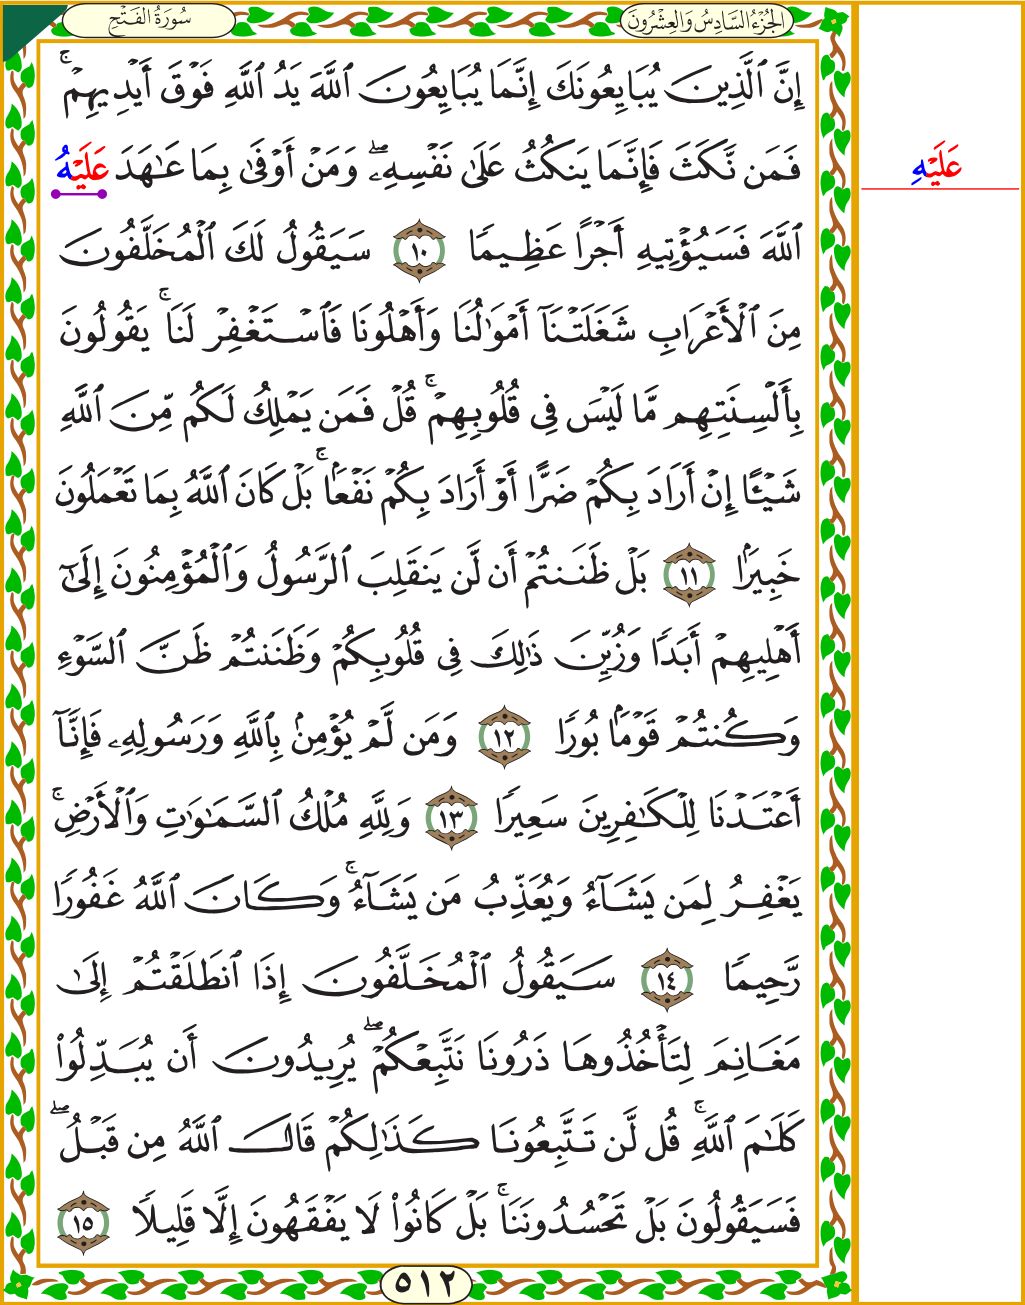 الجُزْءُ السَّادِسُ وَالعِشْرُونَ
سُورَةُ الفَتْحِ
إِنَّ ٱلَّذِينَ يُبَايِعُونَكَ إِنَّمَا يُبَايِعُونَ ٱللَّهَ يَدُ ٱللَّهِ فَوْقَ أَيْدِيهِمْۚ
فَمَن نَّكَثَ فَإِنَّمَا يَنكُثُ عَلَىٰ نَفْسِهِۦۖ وَمَنْ أَوْفَىٰ بِمَا عَـٰهَدَ عَلَيْهُ
ٱللَّهَ فَسَيُؤْتِيهِ أَجْرًا عَظِيمًا ١٠ سَيَقُولُ لَكَ ٱلْمُخَلَّفُونَ
مِنَ ٱلْأَعْرَابِ شَغَلَتْنَآ أَمْوَٰلُنَا وَأَهْلُونَا فَٱسْتَغْفِرْ لَنَاۚ يَقُولُونَ
بِأَلْسِنَتِهِم مَّا لَيْسَ فِى قُلُوبِهِمْۚ قُلْ فَمَن يَمْلِكُ لَكُم مِّنَ ٱللَّهِ
شَيْـًٔا إِنْ أَرَادَ بِكُمْ ضَرًّا أَوْ أَرَادَ بِكُمْ نَفْعَۢاۚ بَلْ كَانَ ٱللَّهُ بِمَا تَعْمَلُونَ
خَبِيرَۢا ١١ بَلْ ظَنَنتُمْ أَن لَّن يَنقَلِبَ ٱلرَّسُولُ وَٱلْمُؤْمِنُونَ إِلَىٰٓ
أَهْلِيهِمْ أَبَدًا وَزُيِّنَ ذَٰلِكَ فِى قُلُوبِكُمْ وَظَنَنتُمْ ظَنَّ ٱلسَّوْءِ
وَكُنتُمْ قَوْمَۢا بُورًا ١٢ وَمَن لَّمْ يُؤْمِنۢ بِٱللَّهِ وَرَسُولِهِۦ فَإِنَّآ
أَعْتَدْنَا لِلْكَـٰفِرِينَ سَعِيرًا ١٣ وَلِلَّهِ مُلْكُ ٱلسَّمَـٰوَٰتِ وَٱلْأَرْضِۚ
يَغْفِرُ لِمَن يَشَآءُ وَيُعَذِّبُ مَن يَشَآءُۚ وَكَانَ ٱللَّهُ غَفُورًا
رَّحِيمًا ١٤ سَيَقُولُ ٱلْمُخَلَّفُونَ إِذَا ٱنطَلَقْتُمْ إِلَىٰ
مَغَانِمَ لِتَأْخُذُوهَا ذَرُونَا نَتَّبِعْكُمْۖ يُرِيدُونَ أَن يُبَدِّلُوا۟
كَلَـٰمَ ٱللَّهِۚ قُل لَّن تَتَّبِعُونَا كَذَٰلِكُمْ قَالَ ٱللَّهُ مِن قَبْلُۖ
فَسَيَقُولُونَ بَلْ تَحْسُدُونَنَاۚ بَلْ كَانُوا۟ لَا يَفْقَهُونَ إِلَّا قَلِيلًا ١٥
٥١٢
عَلَيْهِ